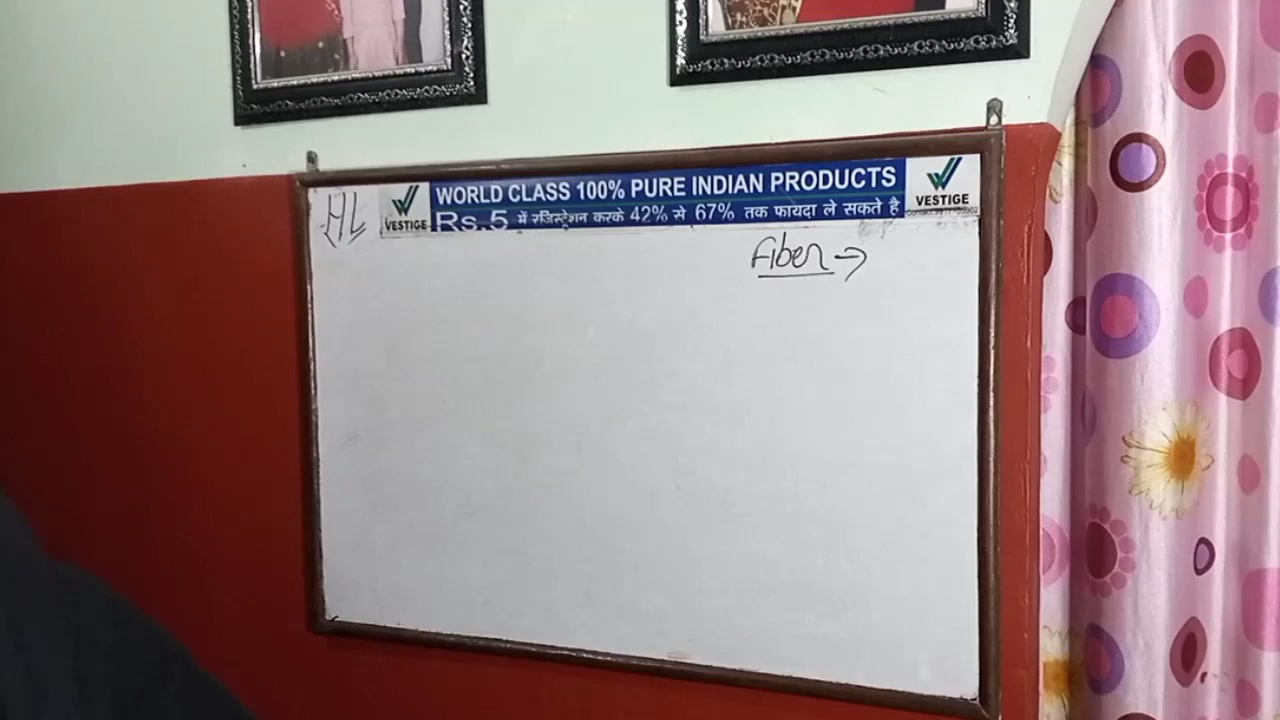 WORLD CLASS 100% PURE INDIAN PRODUCTS
VESTIGE Rs.5 में रजिस्ट्रेशन करके 42% से 67% तक फायदा ले सकते है VESTIGE
Fiber →